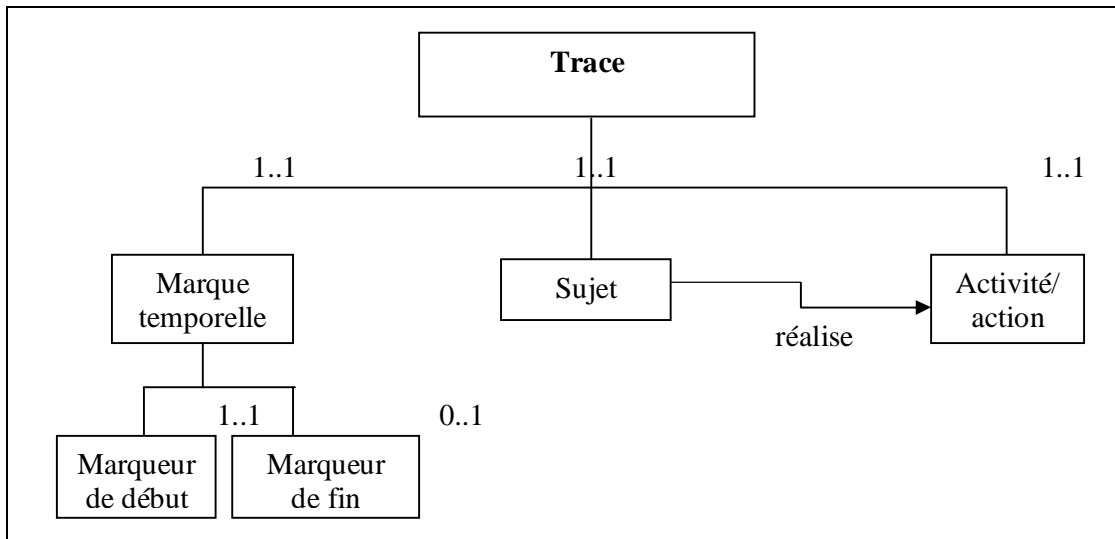 Trace
1..1
1..1
1..1
Marque
temporelle
Sujet
Activité/
action
réalise
1..1
0..1
Marqueur
de début
Marqueur
de fin